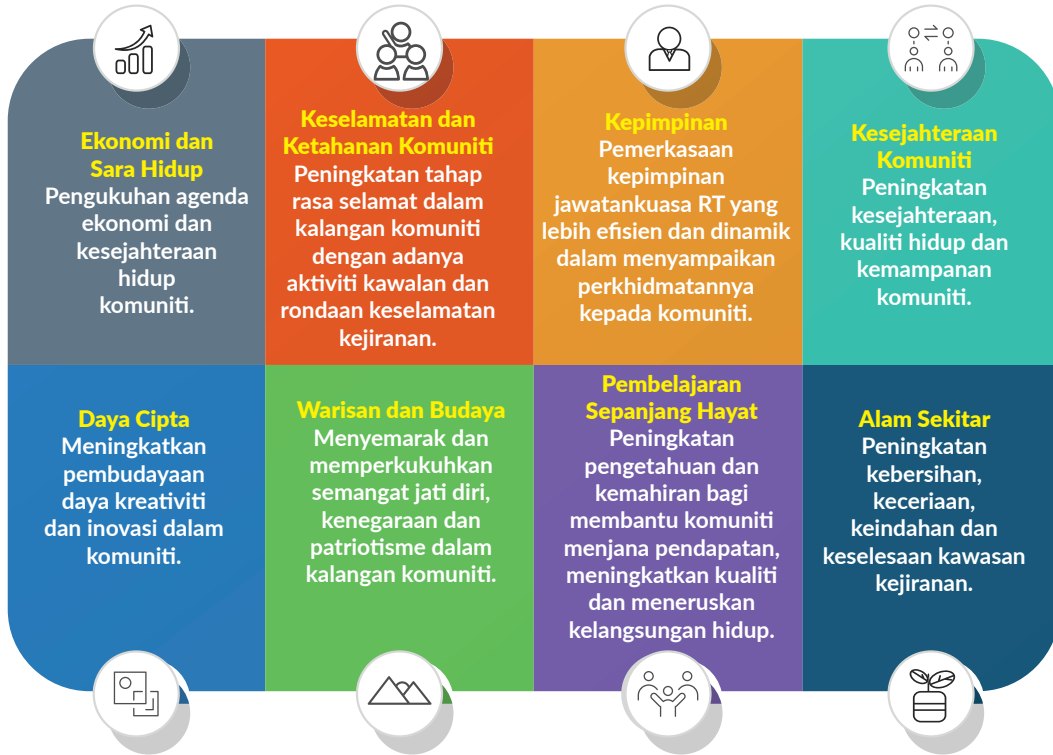 Ekonomi dan
Sara Hidup
Pengukuhan agenda
ekonomi dan
kesejahteraan
hidup
komuniti.
Keselamatan dan
Ketahanan Komuniti
Peningkatan tahap
rasa selamat dalam
kalangan komuniti
dengan adanya
aktiviti kawalan dan
rondaan keselamatan
kejiranan.
Kepimpinan
Pemerkasaan
kepimpinan
jawatankuasa RT yang
lebih efisien dan dinamik
dalam menyampaikan
perkhidmatannya
kepada komuniti.
Kesejahteraan
Komuniti
Peningkatan
kesejahteraan,
kualiti hidup dan
kemampanan
komuniti.
Daya Cipta
Meningkatkan
pembudayaan
daya kreativiti
dan inovasi dalam
komuniti.
Warisan dan Budaya
Menyemarak dan
memperkukuhkan
semangat jati diri,
kenegaraan dan
patriotisme dalam
kalangan komuniti.
Pembelajaran
Sepanjang Hayat
Peningkatan
pengetahuan dan
kemahiran bagi
membantu komuniti
menjana pendapatan,
meningkatkan kualiti
dan meneruskan
kelangsungan hidup.
Alam Sekitar
Peningkatan
kebersihan,
keceriaan,
keindahan dan
keselesaan kawasan
kejiranan.